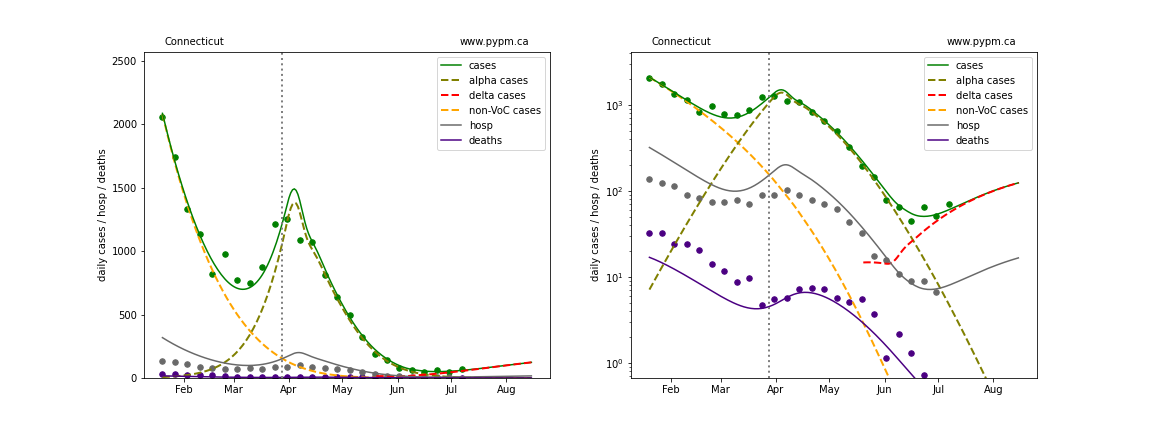 Connecticut
www.pypm.ca
daily cases / hosp / deaths
2500
2000
1500
1000
500
0
cases
alpha cases
delta cases
non-VoC cases
hosp
deaths
Feb Mar Apr May Jun Jul Aug
Connecticut
www.pypm.ca
daily cases / hosp / deaths
10³
10²
10¹
10⁰
cases
alpha cases
delta cases
non-VoC cases
hosp
deaths
Feb Mar Apr May Jun Jul Aug